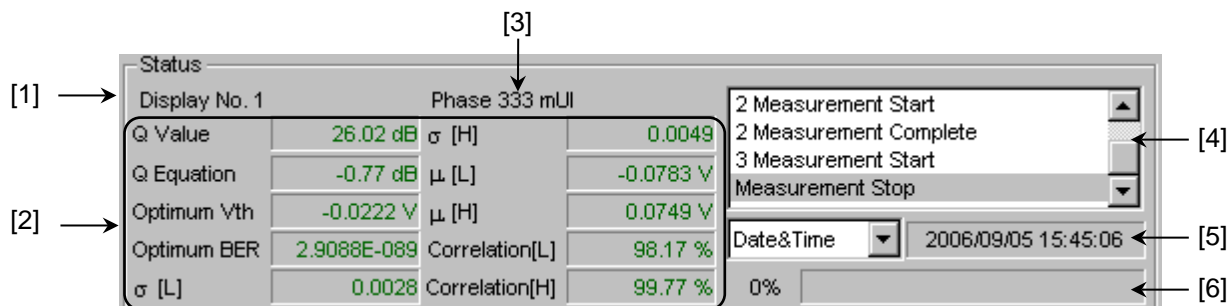 [3]
Status
[1] Display No. 1 Phase 333 mUI
Q Value 26.02 dB σ [H] 0.0049
Q Equation -0.77 dB μ [L] -0.0783 V
[2] Optimum Vth -0.0222 V μ [H] 0.0749 V
Optimum BER 2.9088E-089 Correlation[L] 98.17 %
σ [L] 0.0028 Correlation[H] 99.77 %
2 Measurement Start
2 Measurement Complete [4]
3 Measurement Start
Measurement Stop
Date&Time 2006/09/05 15:45:06 [5]
0% [6]